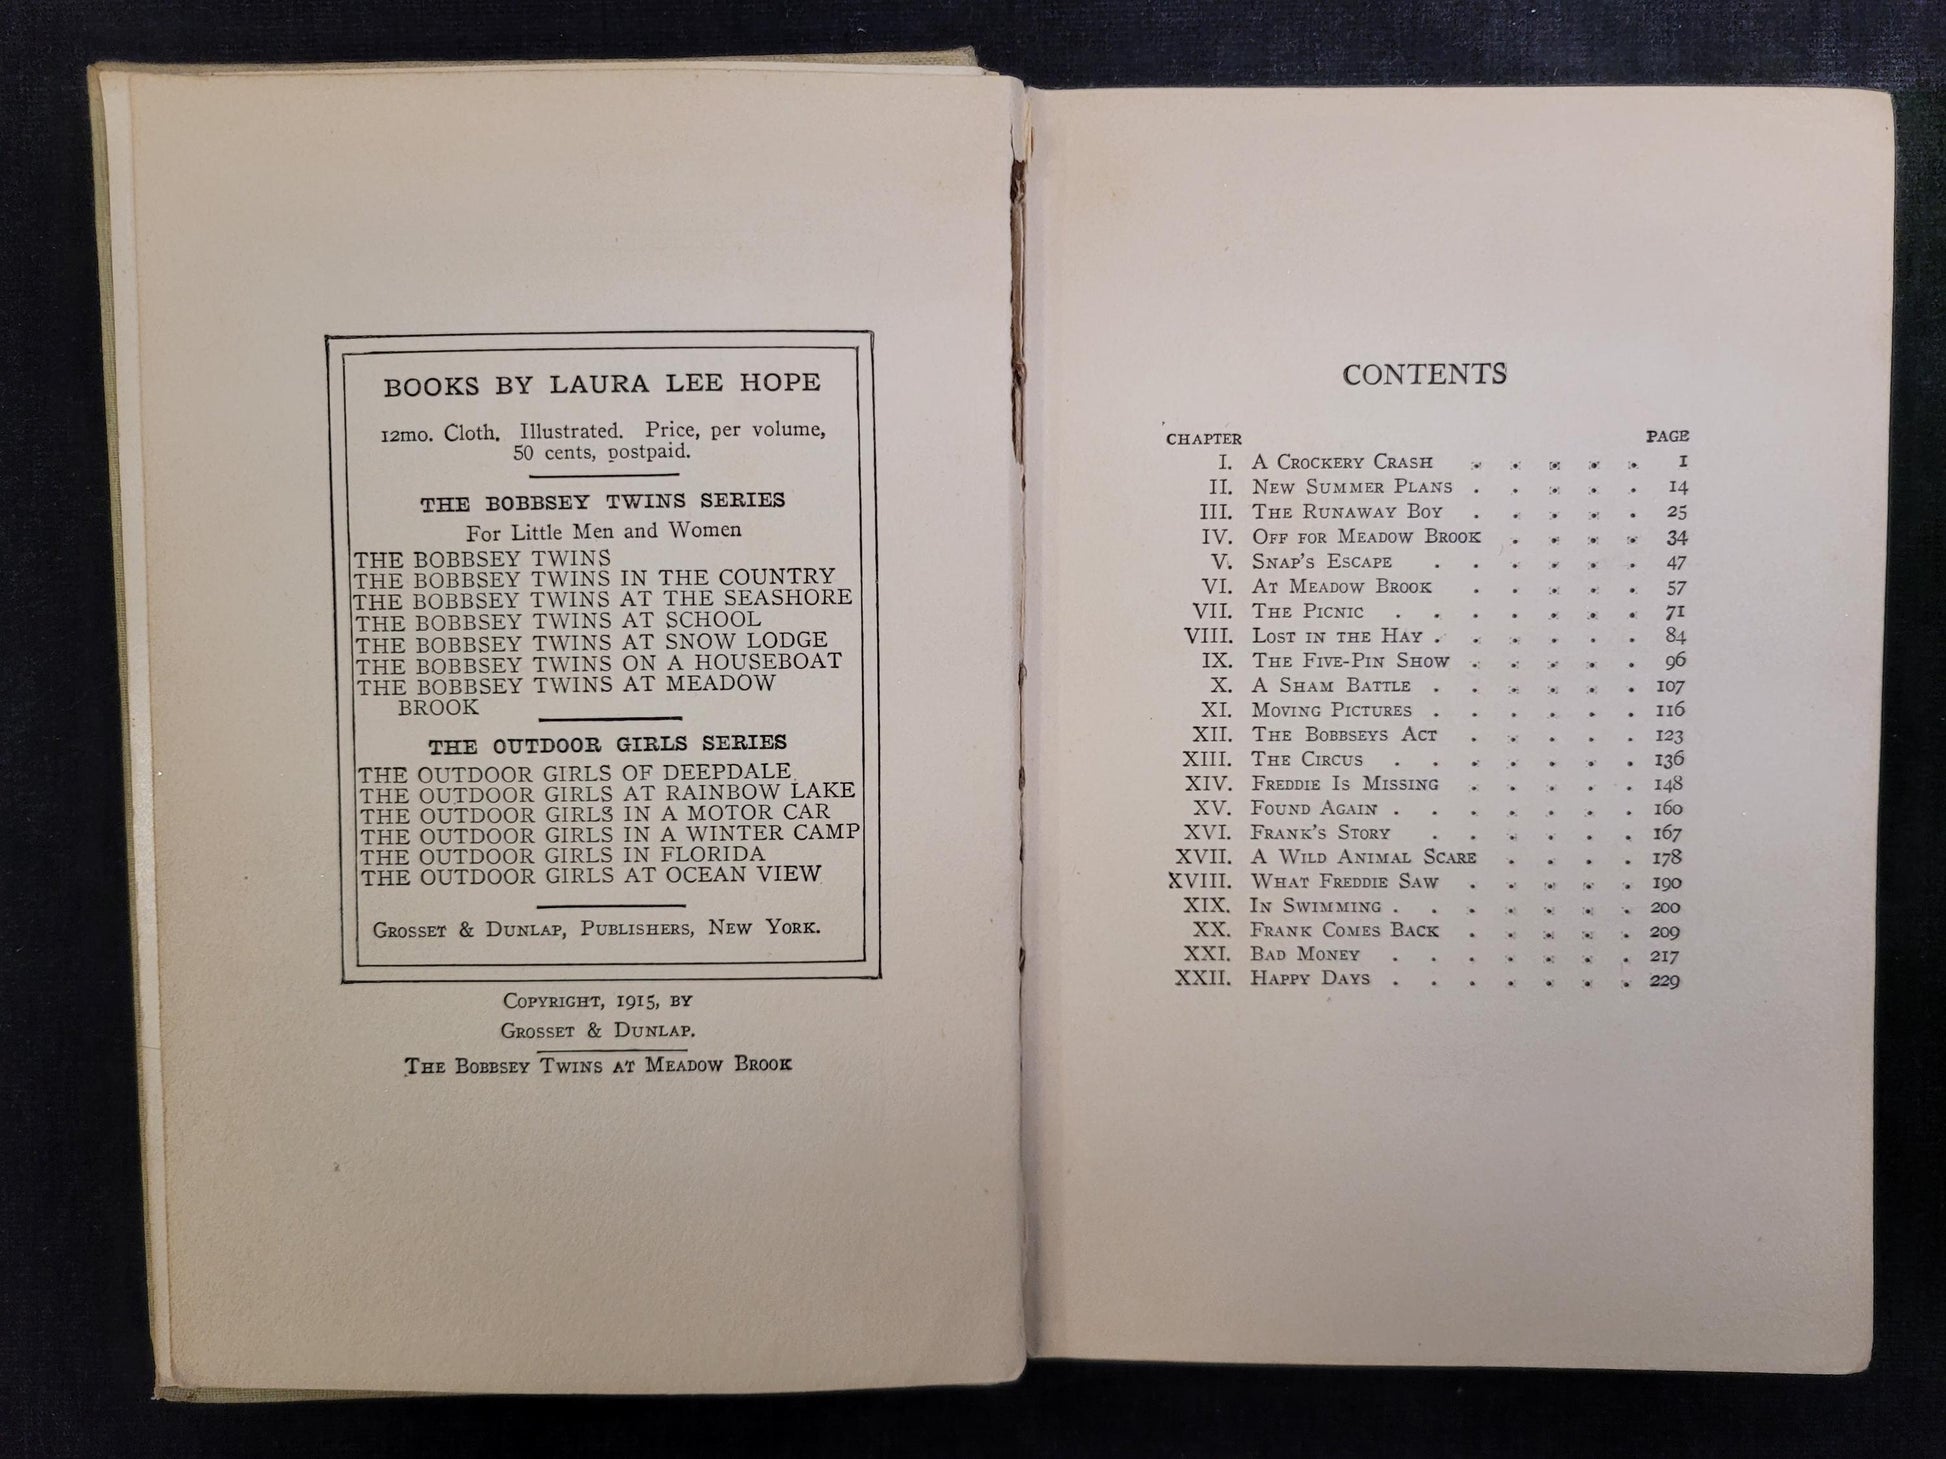 BOOKS BY LAURA LEE HOPE
12mo. Cloth. Illustrated. Price, per volume,
50 cents, postpaid.
THE BOBBSEY TWINS SERIES
For Little Men and Women
THE BOBBSEY TWINS
THE BOBBSEY TWINS IN THE COUNTRY
THE BOBBSEY TWINS AT THE SEASHORE
THE BOBBSEY TWINS AT SCHOOL
THE BOBBSEY TWINS AT SNOW LODGE
THE BOBBSEY TWINS ON A HOUSEBOAT
THE BOBBSEY TWINS AT MEADOW
BROOK
THE OUTDOOR GIRLS SERIES
THE OUTDOOR GIRLS OF DEEPDALE
THE OUTDOOR GIRLS AT RAINBOW LAKE
THE OUTDOOR GIRLS IN A MOTOR CAR
THE OUTDOOR GIRLS IN A WINTER CAMP
THE OUTDOOR GIRLS IN FLORIDA
THE OUTDOOR GIRLS AT OCEAN VIEW
Grosset & Dunlap, Publishers, New York.
Copyright, 1915, by
Grosset & Dunlap.
The Bobbsey Twins at Meadow Brook
CONTENTS
CHAPTER PAGE
I. A Crockery Crash . . . . . 1
II. New Summer Plans . . . . . 14
III. The Runaway Boy . . . . . 25
IV. Off for Meadow Brook . . . . 34
V. Snap's Escape . . . . . . 47
VI. At Meadow Brook . . . . . 57
VII. The Picnic . . . . . . . 71
VIII. Lost in the Hay . . . . . . 84
IX. The Five-Pin Show . . . . . 96
X. A Sham Battle . . . . . . 107
XI. Moving Pictures . . . . . . 116
XII. The Bobbseys Act . . . . . 123
XIII. The Circus . . . . . . . 136
XIV. Freddie Is Missing . . . . . 148
XV. Found Again . . . . . . . 160
XVI. Frank's Story . . . . . . 167
XVII. A Wild Animal Scare . . . . 178
XVIII. What Freddie Saw . . . . . 190
XIX. In Swimming . . . . . . . 200
XX. Frank Comes Back . . . . . 209
XXI. Bad Money . . . . . . . 217
XXII. Happy Days . . . . . . . 229